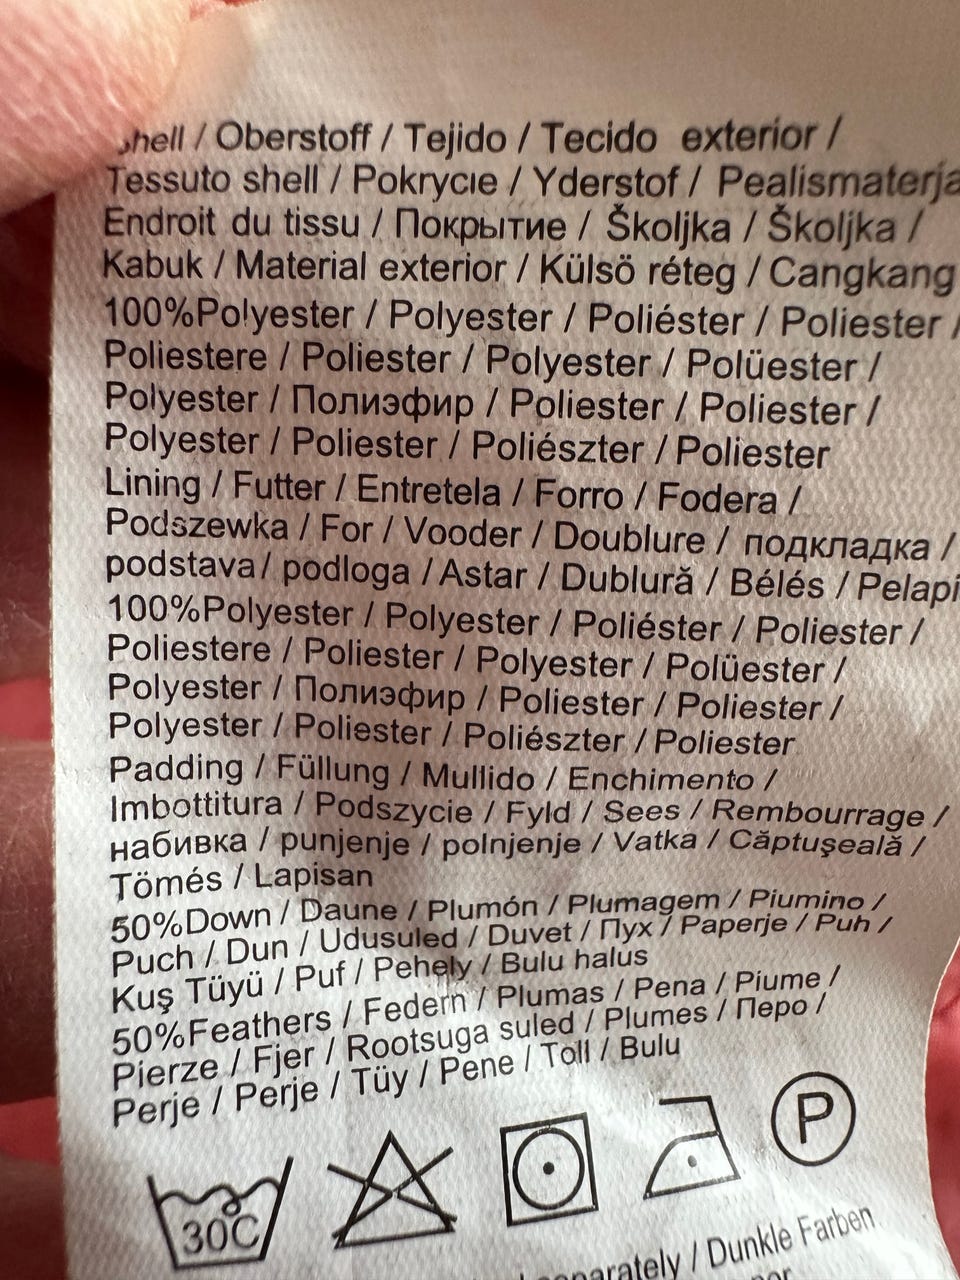 Shell / Oberstoff / Tejido / Tecido exterior /
Tessuto shell / Pokrycie / Yderstof / Pealismaterja
Endroit du tissu / Покрытие / Školjka / Školjka /
Kabuk / Material exterior / Külsö réteg / Cangkang
100%Polyester / Polyester / Poliéster / Poliester /
Poliestere / Poliester / Polyester / Polüester /
Polyester / Полиэфир / Poliester / Poliester /
Polyester / Poliester / Poliészter / Poliester
Lining / Futter / Entretela / Forro / Fodera /
Podszewka / For / Vooder / Doublure / подкладка /
podstava/ podloga / Astar / Dublură / Bélés / Pelapi
100%Polyester / Polyester / Poliéster / Poliester /
Poliestere / Poliester / Polyester / Polüester /
Polyester / Полиэфир / Poliester / Poliester /
Polyester / Poliester / Poliészter / Poliester
Padding / Füllung / Mullido / Enchimento /
Imbottitura / Podszycie / Fyld / Sees / Rembourrage /
набивка / punjenje / polnjenje / Vatka / Căptuşeală /
Tömés / Lapisan
50%Down / Daune / Plumón / Plumagem / Piumino /
Puch / Dun / Udusuled / Duvet / Пух / Paperje / Puh /
Kuş Tüyü / Puf / Pehely / Bulu halus
50%Feathers / Federn / Plumas / Pena / Piume /
Pierze / Fjer / Rootsuga suled / Plumes / Перо /
Perje / Perje / Tüy / Pene / Toll / Bulu
30C P
parately / Dunkle Farben